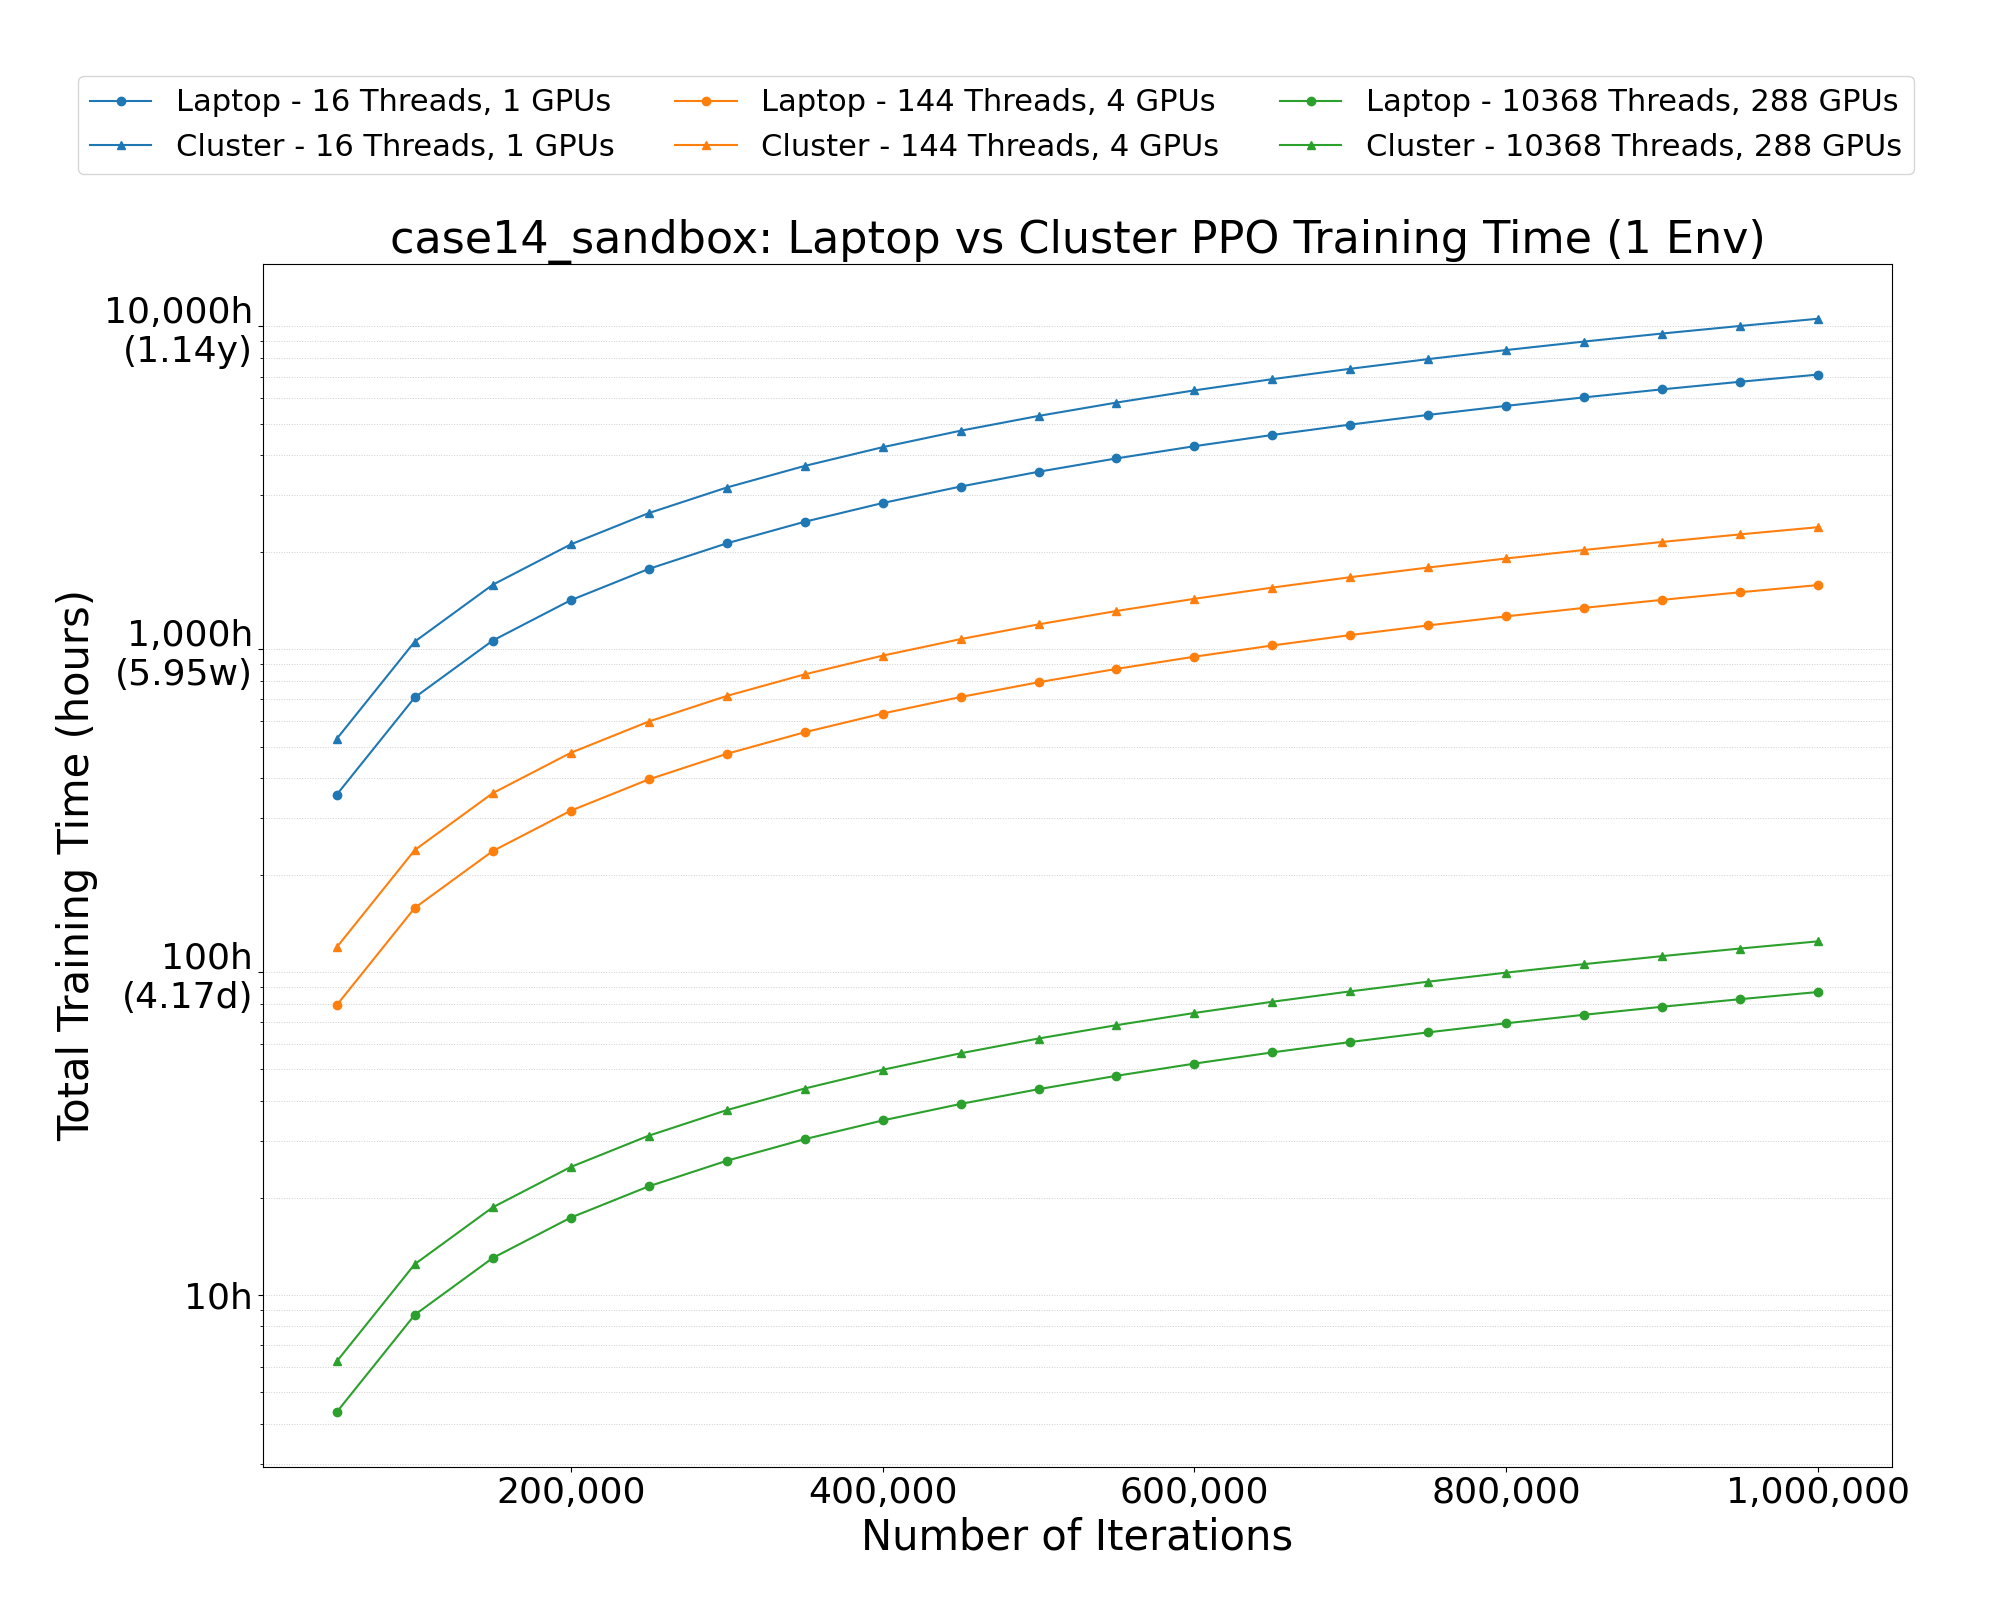 Laptop - 16 Threads, 1 GPUs
Cluster - 16 Threads, 1 GPUs
Laptop - 144 Threads, 4 GPUs
Cluster - 144 Threads, 4 GPUs
Laptop - 10368 Threads, 288 GPUs
Cluster - 10368 Threads, 288 GPUs
case14_sandbox: Laptop vs Cluster PPO Training Time (1 Env)
Total Training Time (hours)
10,000h
(1.14y)
1,000h
(5.95w)
100h
(4.17d)
10h
200,000
400,000
600,000
800,000
1,000,000
Number of Iterations